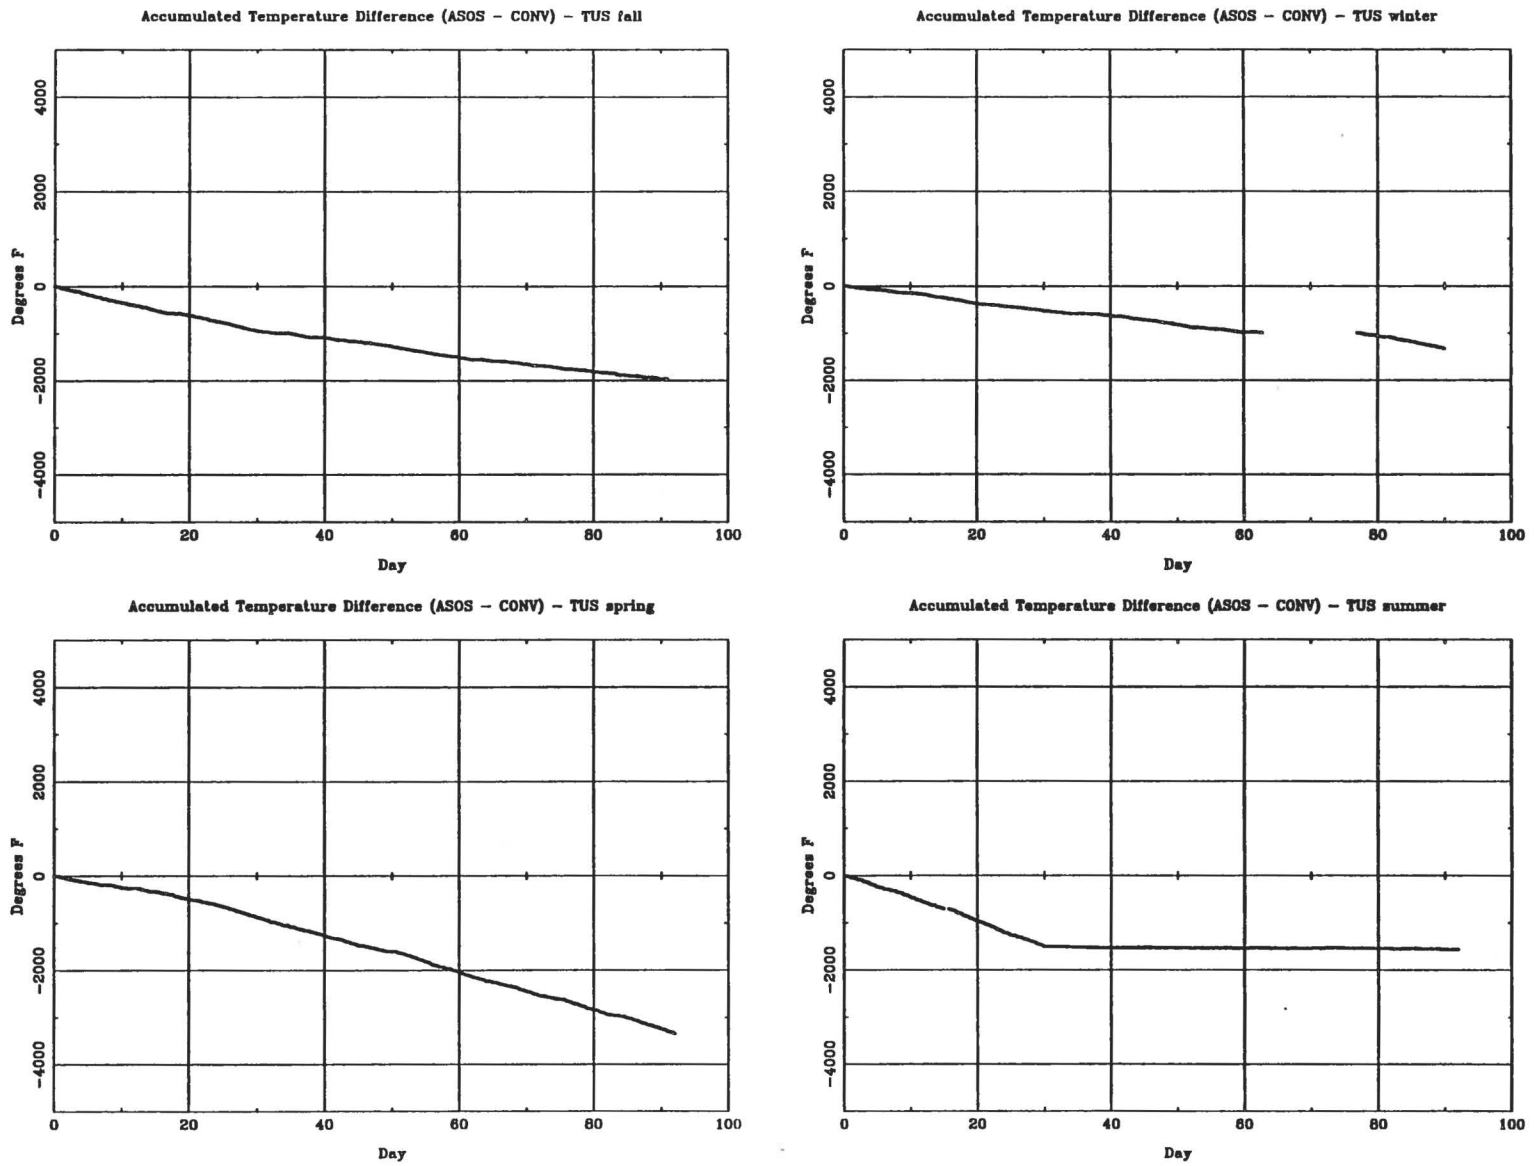 Accumulated Temperature Difference (ASOS - CONV) - TUS fall
4000
2000
0
-2000
-4000
Degrees F
0 20 40 60 80 100
Day
Accumulated Temperature Difference (ASOS - CONV) - TUS winter
4000
2000
0
-2000
-4000
Degrees F
0 20 40 60 80 100
Day
Accumulated Temperature Difference (ASOS - CONV) - TUS spring
4000
2000
0
-2000
-4000
Degrees F
0 20 40 60 80 100
Day
Accumulated Temperature Difference (ASOS - CONV) - TUS summer
4000
2000
0
-2000
-4000
Degrees F
0 20 40 60 80 100
Day